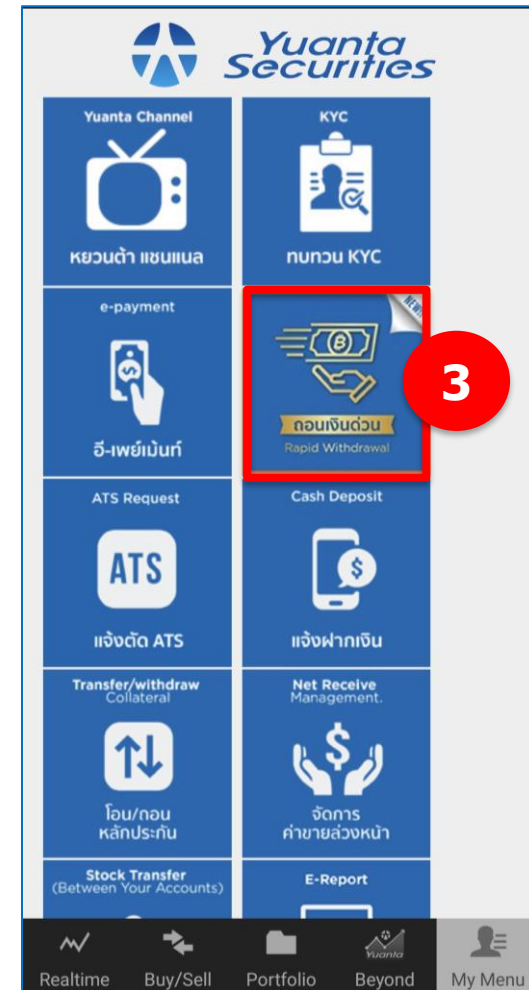 Yuanta
Securities
Yuanta Channel
หยวนต้า แชนแนล
KYC
ทบทวน KYC
e-payment
อี-เพย์เม้นท์
NEW!
ถอนเงินด่วน
Rapid Withdrawal
3
ATS Request
ATS
แจ้งตัด ATS
Cash Deposit
แจ้งฝากเงิน
Transfer/withdraw
Collateral
โอน/ถอน
หลักประกัน
Net Receive
Management.
จัดการ
ค่าขายล่วงหน้า
Stock Transfer
(Between Your Accounts)
E-Report
Yuanta
Realtime
Buy/Sell
Portfolio
Beyond
My Menu